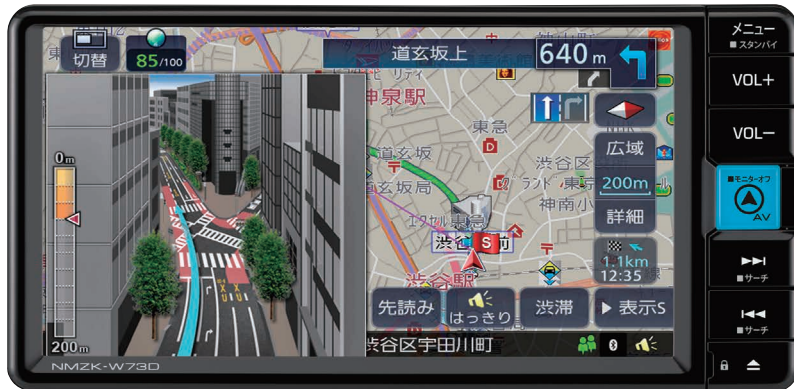 切替
85/100
道玄坂上
640m
神泉駅
東急
道玄坂
渋谷区
広域
200m
神南小
詳細
道玄坂局
エクセル東急
S
1.1km
12:35
渋谷駅
先読み
はっきり
渋滞
表示S
渋谷区宇田川町
0m
200m
NMZK-W73D
メニュー
■スタンバイ
VOL+
VOL−
■モニターオフ
AV
▶▶I
■サーチ
I◀◀
■サーチ